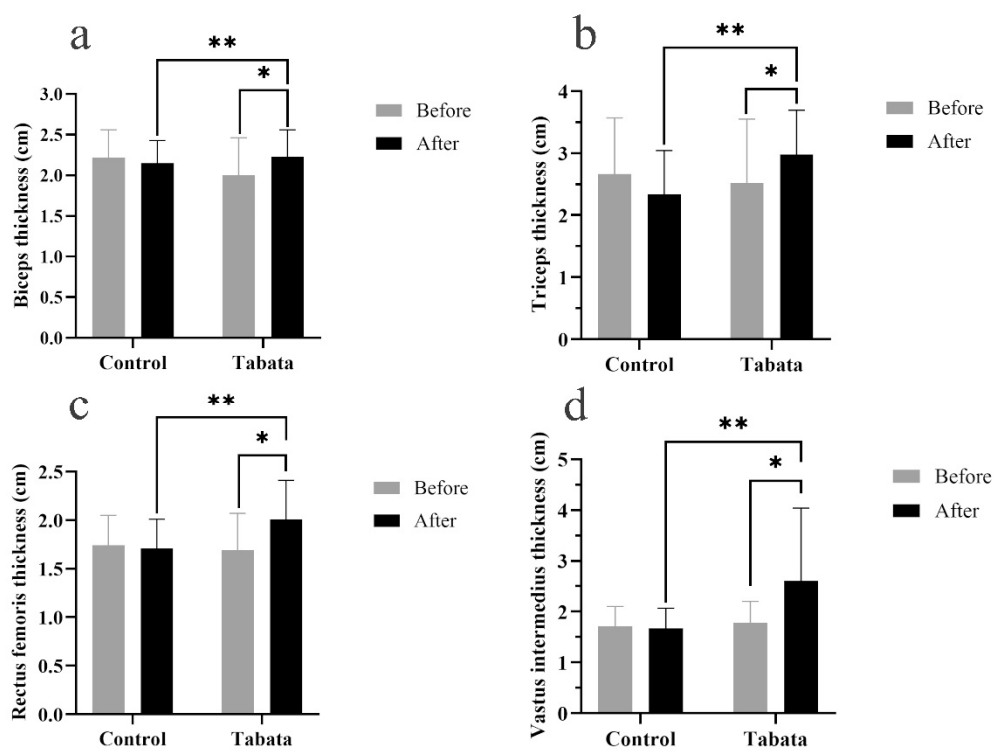 a
**
*
Biceps thickness (cm)
3.0
2.5
2.0
1.5
1.0
0.5
0.0
Control
Tabata
Before
After
b
**
*
Triceps thickness (cm)
4
3
2
1
0
Control
Tabata
Before
After
c
**
*
Rectus femoris thickness (cm)
2.5
2.0
1.5
1.0
0.5
0.0
Control
Tabata
Before
After
d
**
*
Vastus intermedius thickness (cm)
5
4
3
2
1
0
Control
Tabata
Before
After